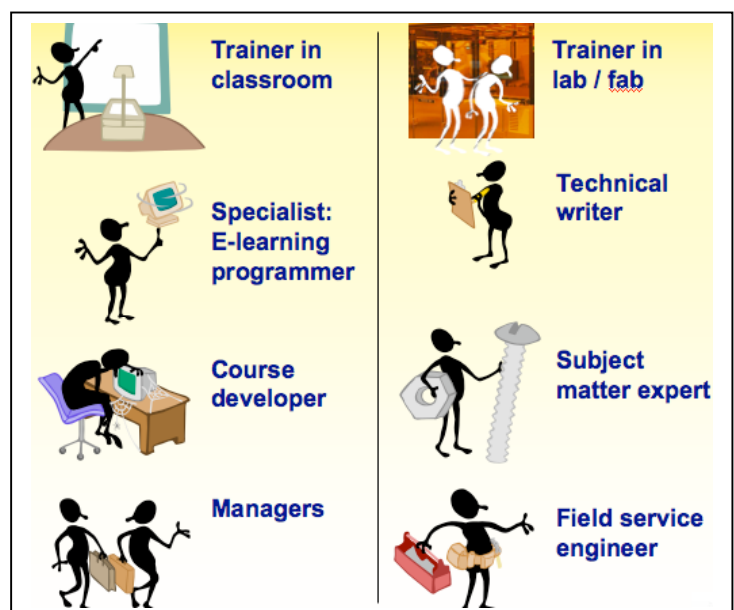 Trainer in
classroom
Specialist:
E-learning
programmer
Course
developer
Managers
Trainer in
lab / fab
Technical
writer
Subject
matter expert
Field service
engineer